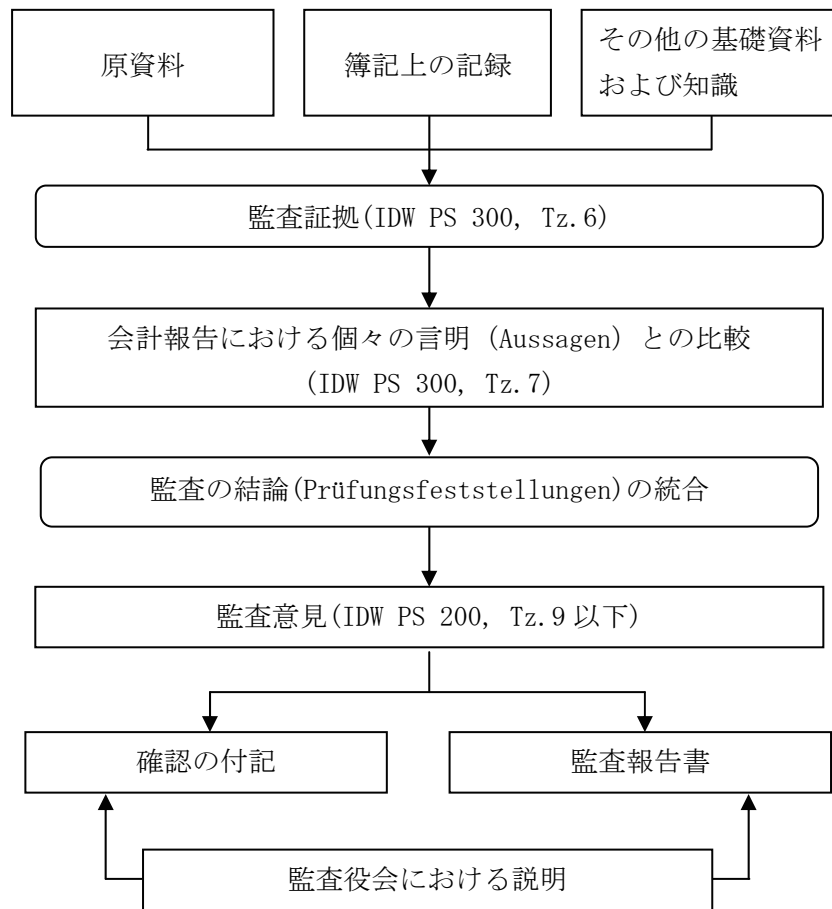 原資料
簿記上の記録
その他の基礎資料
および知識
監査証拠(IDW PS 300, Tz.6)
会計報告における個々の言明 (Aussagen) との比較
(IDW PS 300, Tz.7)
監査の結論(Prüfungsfeststellungen)の統合
監査意見(IDW PS 200, Tz.9 以下)
確認の付記
監査報告書
監査役会における説明